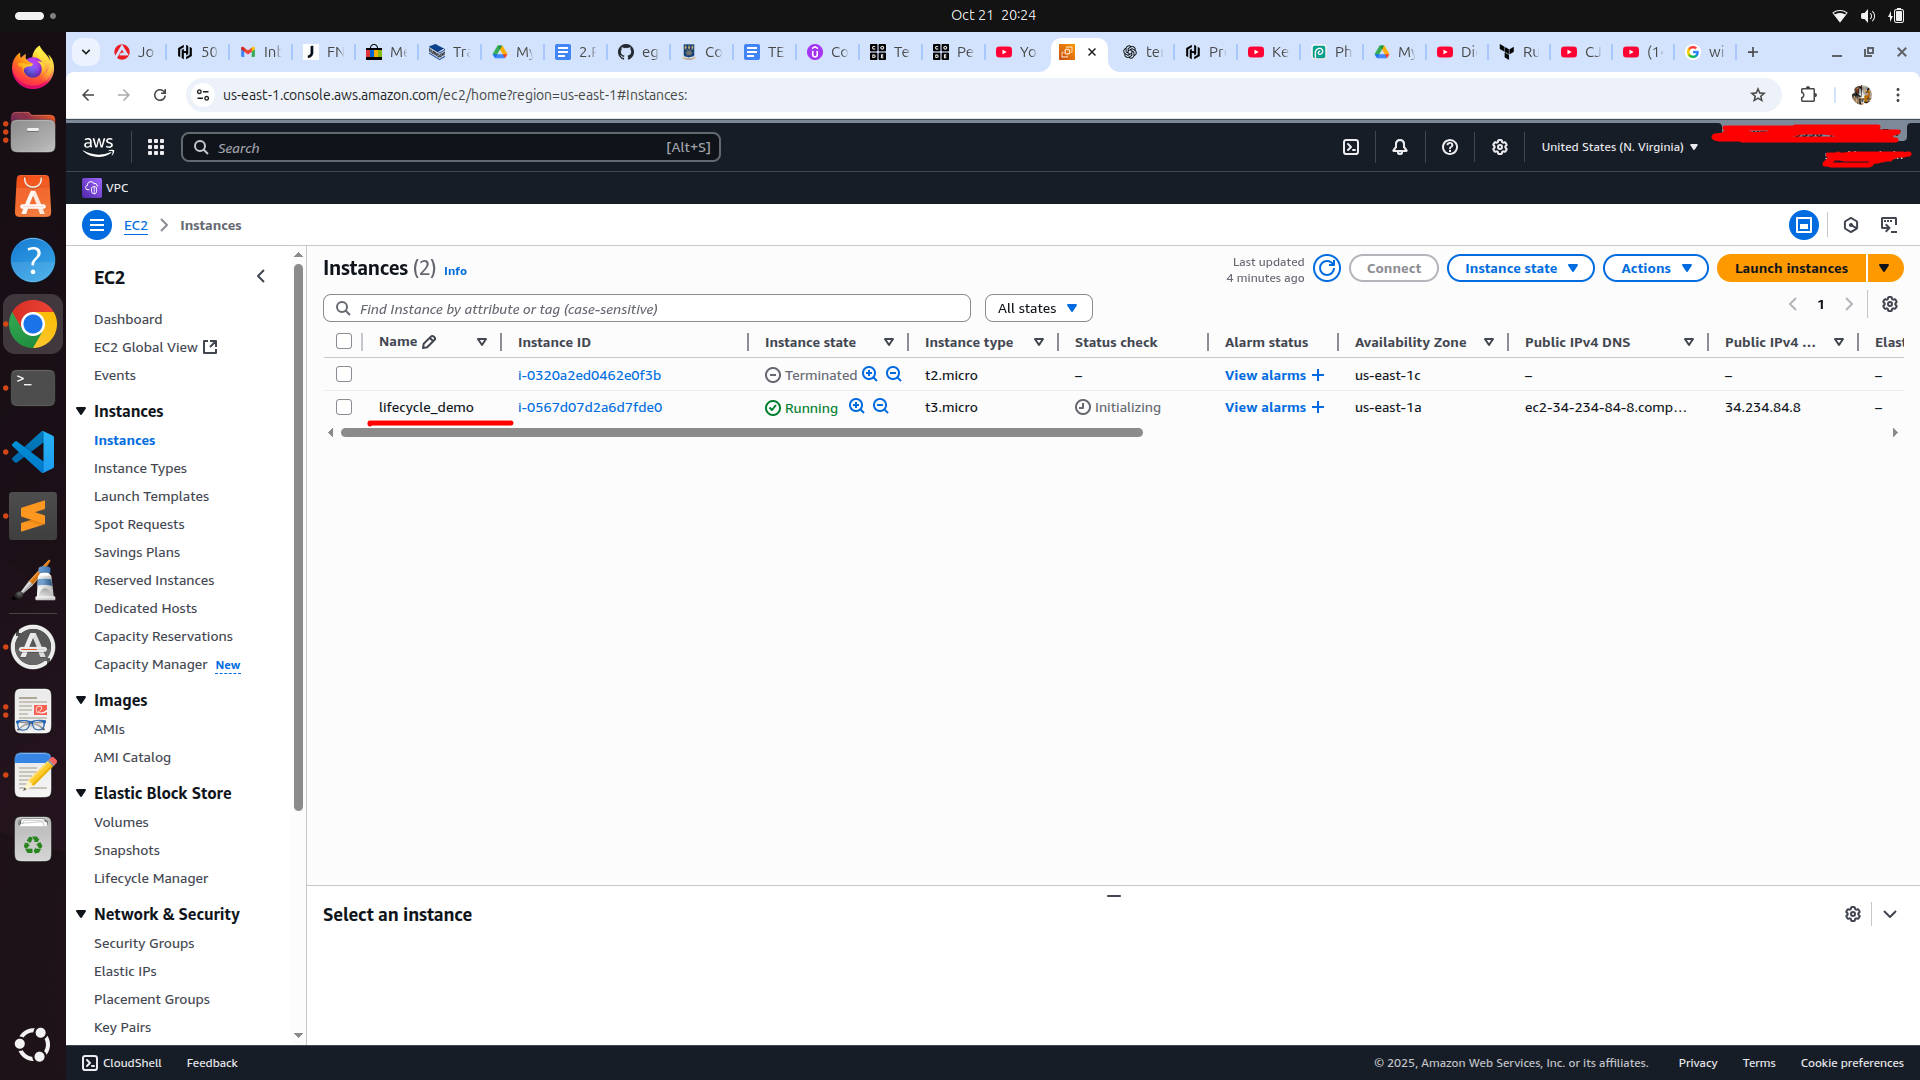 Oct 21 20:24
Jo
50
Inb
FN
Me
Tra
My
2.F
eg
Co
TE
Co
Te
Pe
Yo
te
Pr
Ke
Ph
My
Di
Ru
CJ
(1
wi
us-east-1.console.aws.amazon.com/ec2/home?region=us-east-1#Instances:
aws
Search
[Alt+S]
United States (N. Virginia)
VPC
EC2
Instances
EC2
Dashboard
EC2 Global View
Events
Instances
Instances
Instance Types
Launch Templates
Spot Requests
Savings Plans
Reserved Instances
Dedicated Hosts
Capacity Reservations
Capacity Manager New
Images
AMIs
AMI Catalog
Elastic Block Store
Volumes
Snapshots
Lifecycle Manager
Network & Security
Security Groups
Elastic IPs
Placement Groups
Key Pairs
Instances (2) Info
Last updated
4 minutes ago
Connect
Instance state
Actions
Launch instances
Find Instance by attribute or tag (case-sensitive)
All states
1
Name Instance ID Instance state Instance type Status check Alarm status Availability Zone Public IPv4 DNS Public IPv4 ... Elast
i-0320a2ed0462e0f3b Terminated t2.micro – View alarms + us-east-1c – – –
lifecycle_demo i-0567d07d2a6d7fde0 Running t3.micro Initializing View alarms + us-east-1a ec2-34-234-84-8.comp... 34.234.84.8 –
Select an instance
CloudShell
Feedback
© 2025, Amazon Web Services, Inc. or its affiliates.
Privacy
Terms
Cookie preferences